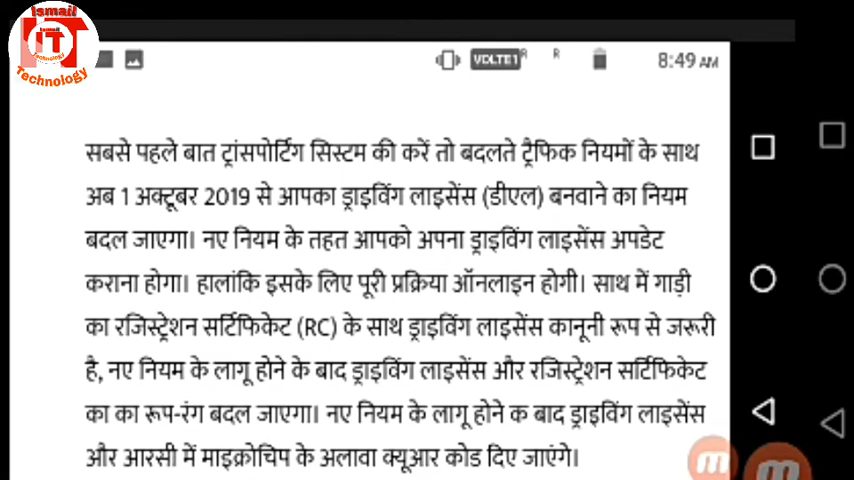 Ismail
IT
Ismail
Technology
Technology
VOLTE1 R R 8:49 AM
सबसे पहले बात ट्रांसपोर्टिग सिस्टम की करें तो बदलते ट्रैफिक नियमों के साथ
अब 1 अक्टूबर 2019 से आपका ड्राइविंग लाइसेंस (डीएल) बनवाने का नियम
बदल जाएगा। नए नियम के तहत आपको अपना ड्राइविंग लाइसेंस अपडेट
कराना होगा। हालांकि इसके लिए पूरी प्रक्रिया ऑनलाइन होगी। साथ में गाड़ी
का रजिस्ट्रेशन सर्टिफिकेट (RC) के साथ ड्राइविंग लाइसेंस कानूनी रूप से जरूरी
है, नए नियम के लागू होने के बाद ड्राइविंग लाइसेंस और रजिस्ट्रेशन सर्टिफिकेट
का का रूप-रंग बदल जाएगा। नए नियम के लागू होने क बाद ड्राइविंग लाइसेंस
और आरसी में माइक्रोचिप के अलावा क्यूआर कोड दिए जाएंगे।